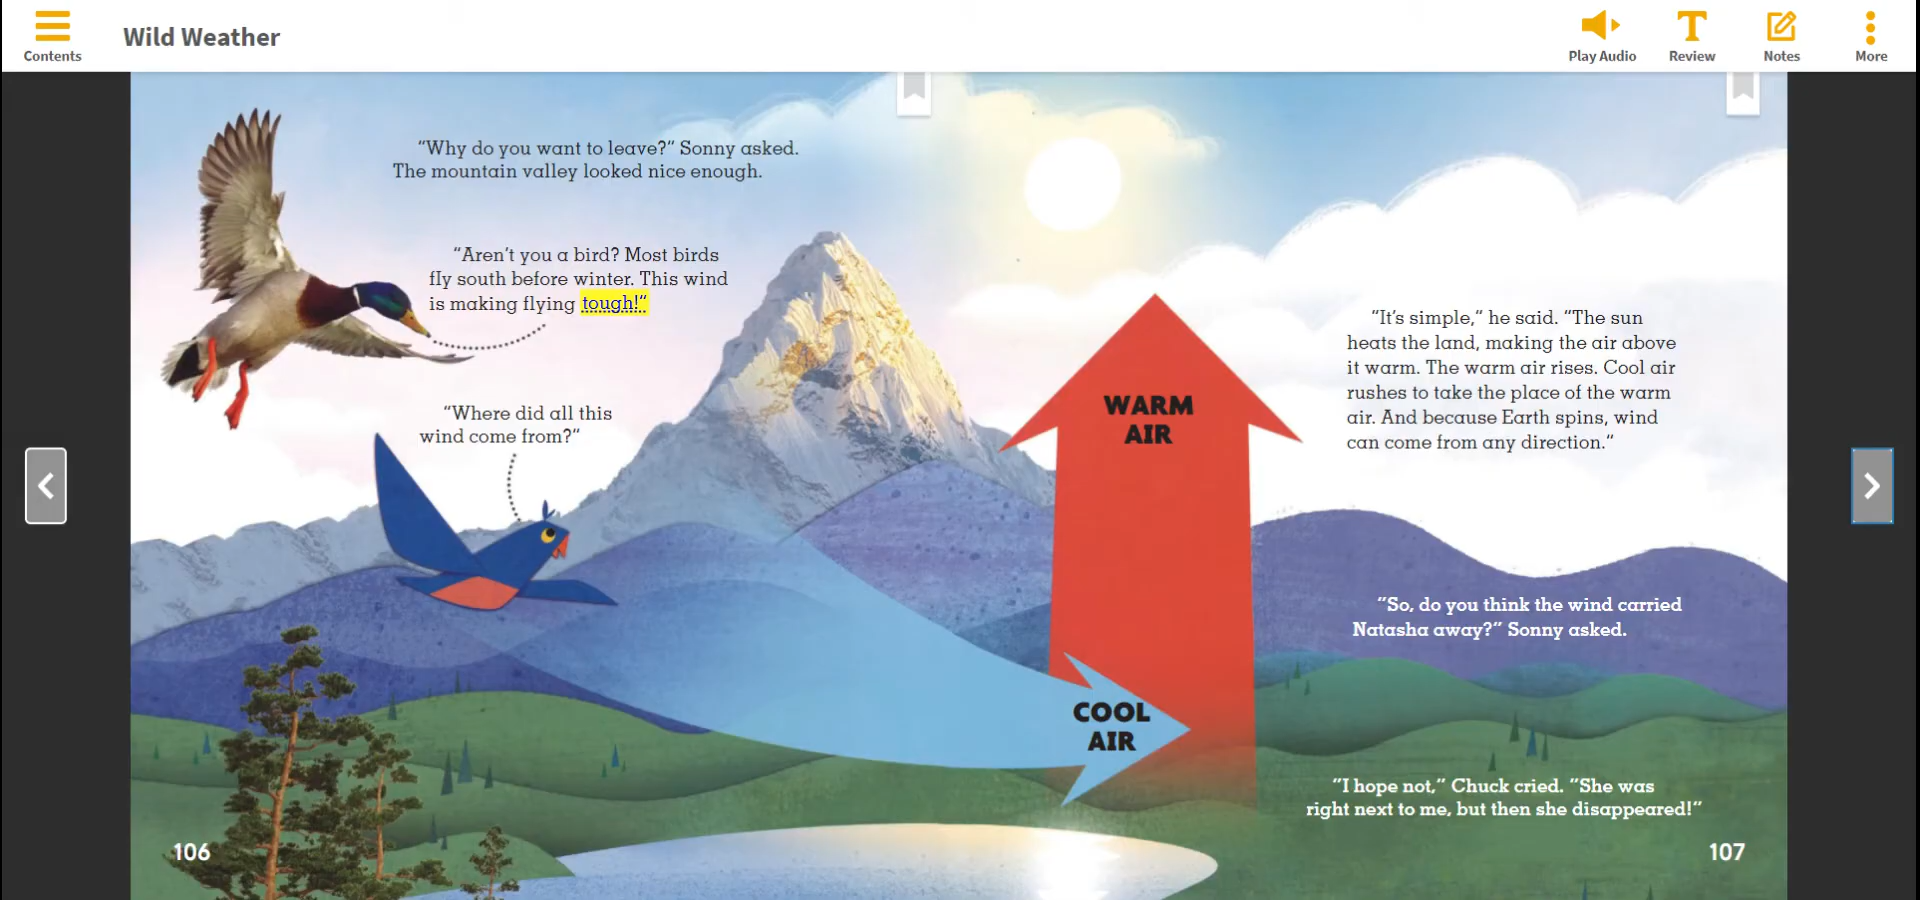 Contents
Wild Weather
Play Audio
Review
Notes
More
“Why do you want to leave?” Sonny asked.
The mountain valley looked nice enough.
“Aren’t you a bird? Most birds
fly south before winter. This wind
is making flying tough!”
“Where did all this
wind come from?”
WARM
AIR
COOL
AIR
“It’s simple,” he said. “The sun
heats the land, making the air above
it warm. The warm air rises. Cool air
rushes to take the place of the warm
air. And because Earth spins, wind
can come from any direction.”
“So, do you think the wind carried
Natasha away?” Sonny asked.
“I hope not,” Chuck cried. “She was
right next to me, but then she disappeared!”
106
107